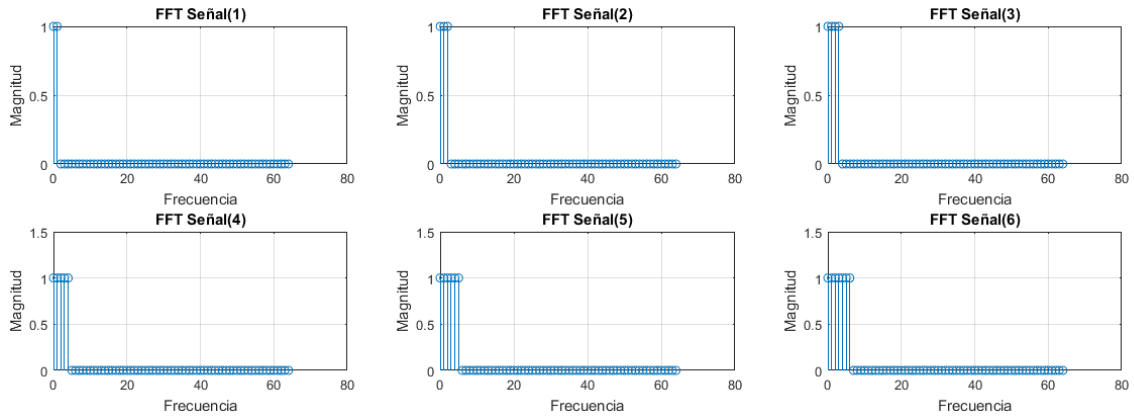 FFT Señal(1)
1
0.5
0
Magnitud
0 20 40 60 80
Frecuencia
FFT Señal(2)
1
0.5
0
Magnitud
0 20 40 60 80
Frecuencia
FFT Señal(3)
1
0.5
0
Magnitud
0 20 40 60 80
Frecuencia
FFT Señal(4)
1.5
1
0.5
0
Magnitud
0 20 40 60 80
Frecuencia
FFT Señal(5)
1.5
1
0.5
0
Magnitud
0 20 40 60 80
Frecuencia
FFT Señal(6)
1.5
1
0.5
0
Magnitud
0 20 40 60 80
Frecuencia